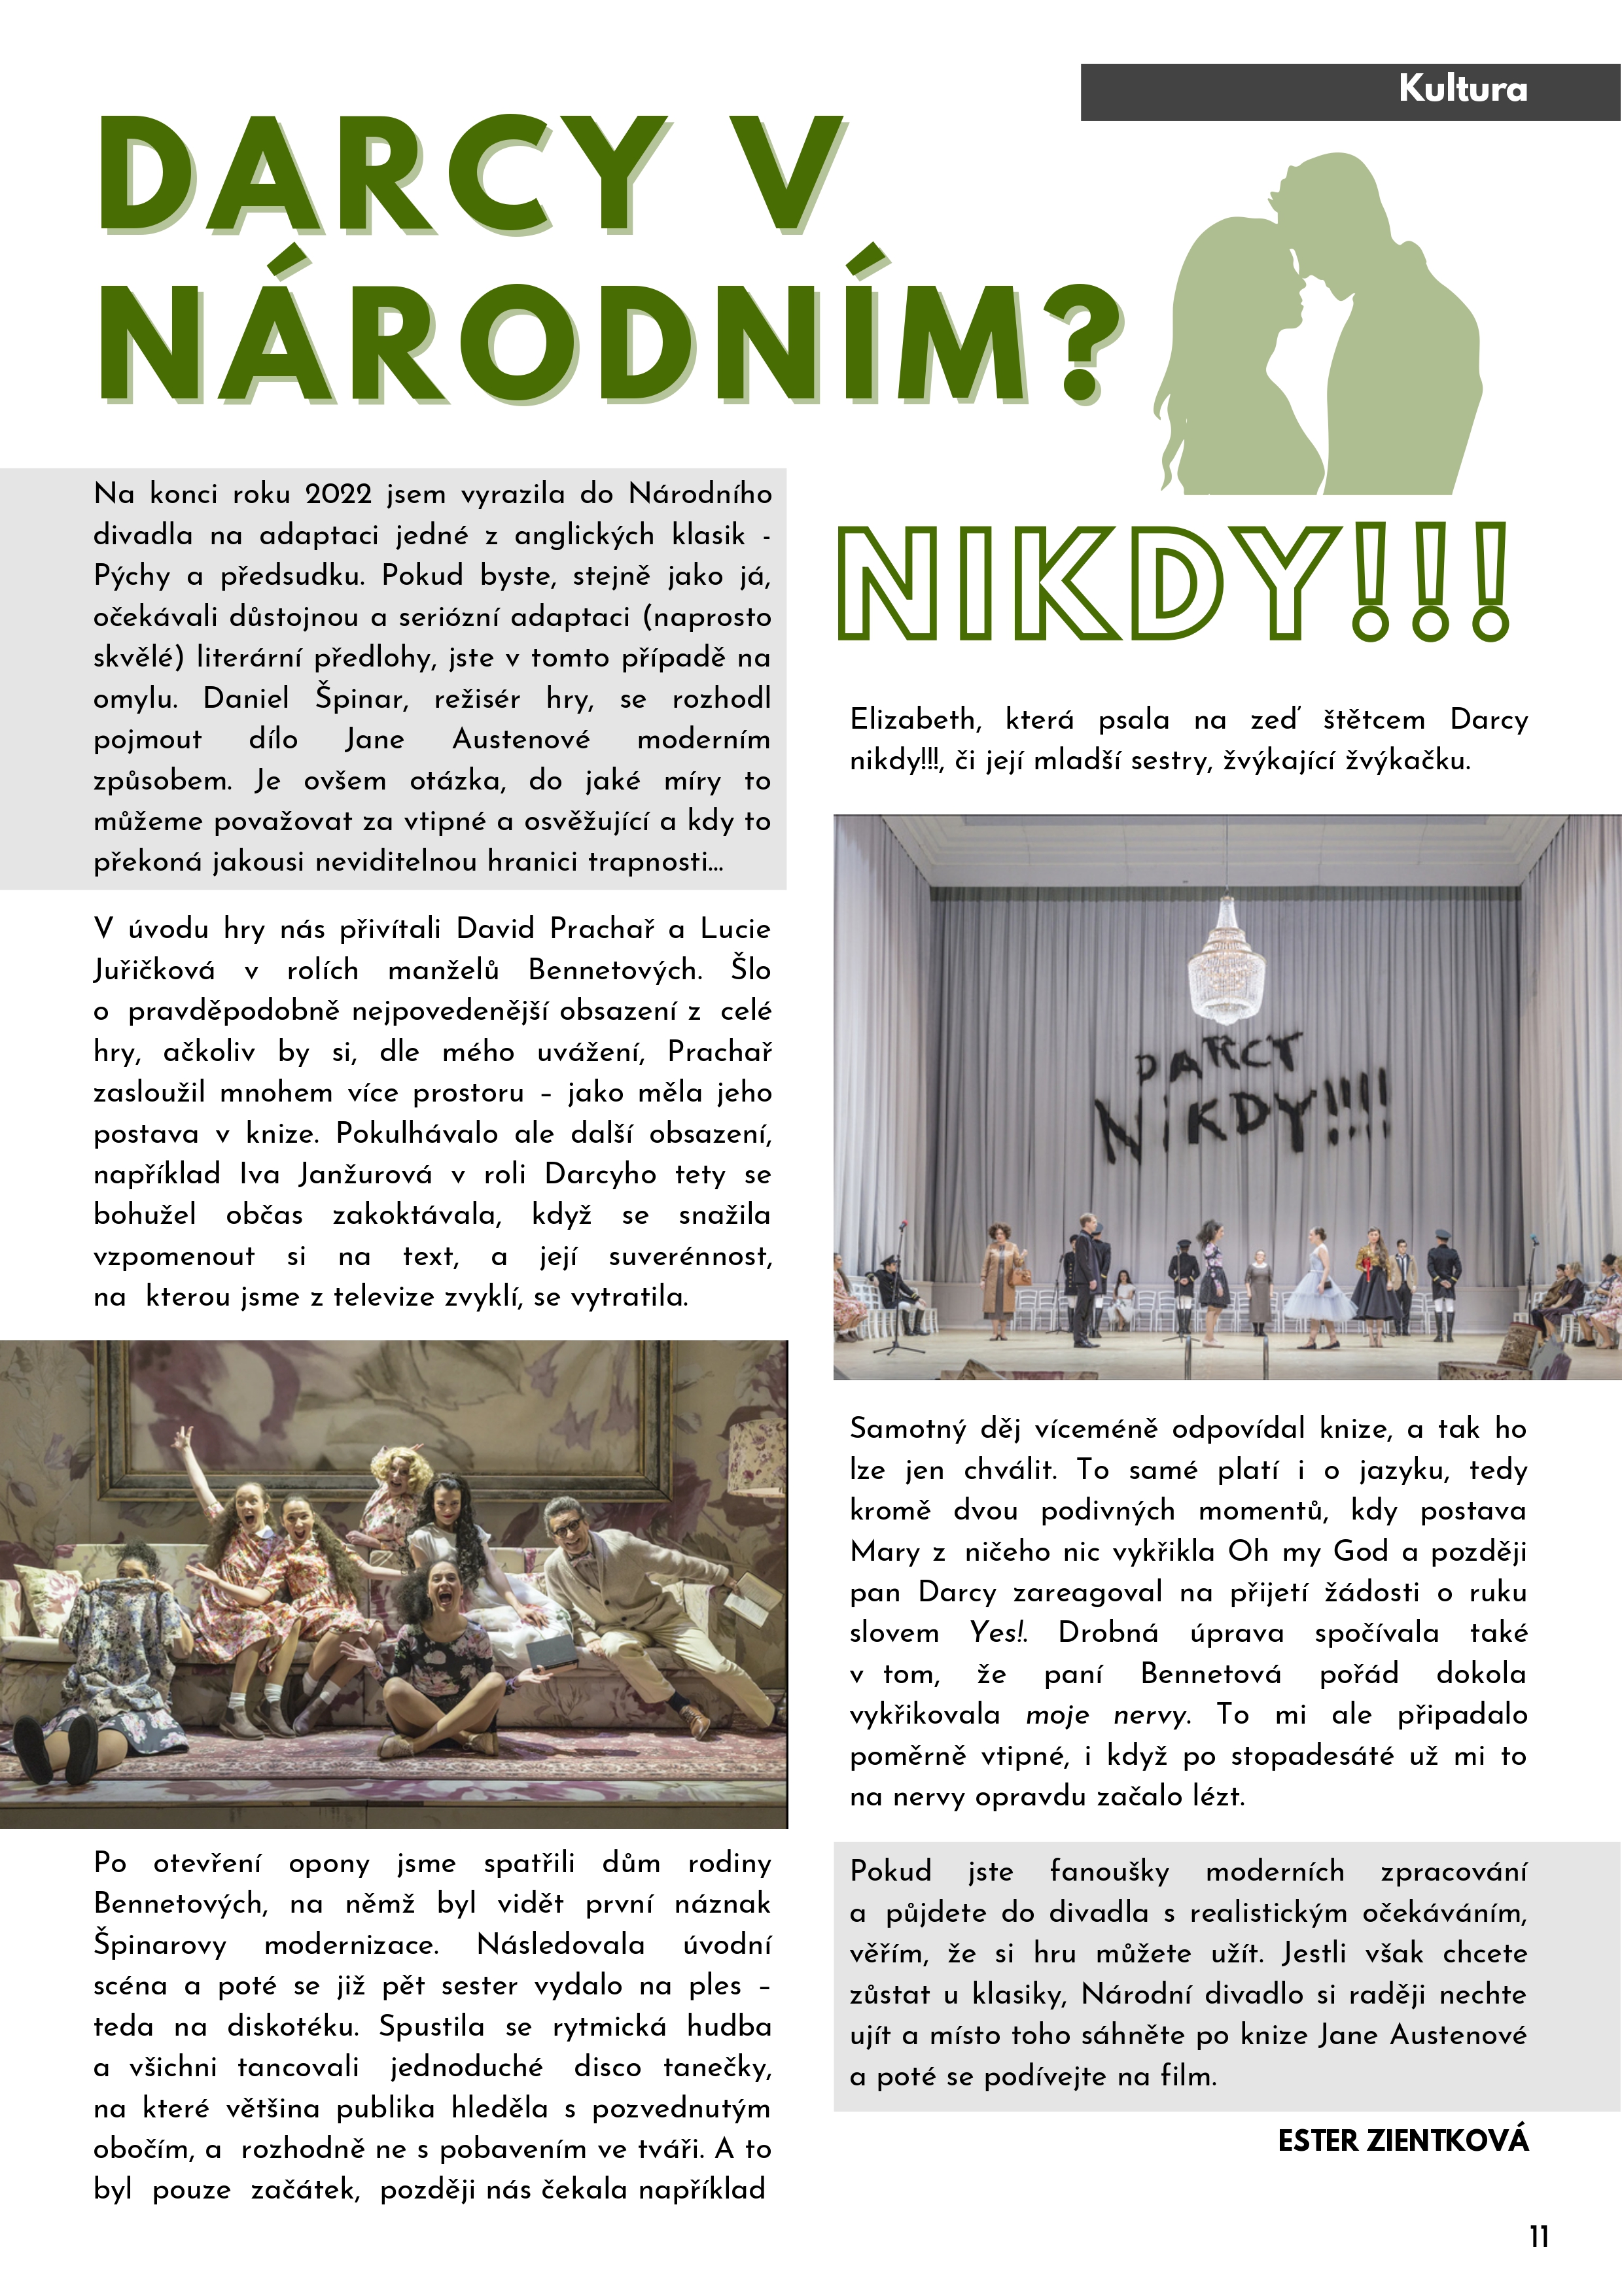 Kultura
DARCY V
NÁRODNÍM?
Na konci roku 2022 jsem vyrazila do Národního
divadla na adaptaci jedné z anglických klasik -
Pýchy a předsudku. Pokud byste, stejně jako já,
očekávali důstojnou a seriózní adaptaci (naprosto
skvělé) literární předlohy, jste v tomto případě na
omylu. Daniel Špinar, režisér hry, se rozhodl
pojmout dílo Jane Austenové moderním
způsobem. Je ovšem otázka, do jaké míry to
můžeme považovat za vtipné a osvěžující a kdy to
překoná jakousi neviditelnou hranici trapnosti...
V úvodu hry nás přivítali David Prachař a Lucie
Juřičková v rolích manželů Bennetových. Šlo
o pravděpodobně nejpovedenější obsazení z celé
hry, ačkoliv by si, dle mého uvážení, Prachař
zasloužil mnohem více prostoru – jako měla jeho
postava v knize. Pokulhávalo ale další obsazení,
například Iva Janžurová v roli Darcyho tety se
bohužel občas zakoktávala, když se snažila
vzpomenout si na text, a její suverénnost,
na kterou jsme z televize zvyklí, se vytratila.
Po otevření opony jsme spatřili dům rodiny
Bennetových, na němž byl vidět první náznak
Špinarovy modernizace. Následovala úvodní
scéna a poté se již pět sester vydalo na ples –
teda na diskotéku. Spustila se rytmická hudba
a všichni tancovali jednoduché disco tanečky,
na které většina publika hleděla s pozvednutým
obočím, a rozhodně ne s pobavením ve tváři. A to
byl pouze začátek, později nás čekala například
NIKDY!!!
Elizabeth, která psala na zeď štětcem Darcy
nikdy!!!, či její mladší sestry, žvýkající žvýkačku.
DARCY
NIKDY!!!!
Samotný děj víceméně odpovídal knize, a tak ho
lze jen chválit. To samé platí i o jazyku, tedy
kromě dvou podivných momentů, kdy postava
Mary z ničeho nic vykřikla Oh my God a později
pan Darcy zareagoval na přijetí žádosti o ruku
slovem Yes!. Drobná úprava spočívala také
v tom, že paní Bennetová pořád dokola
vykřikovala moje nervy. To mi ale připadalo
poměrně vtipné, i když po stopadesáté už mi to
na nervy opravdu začalo lézt.
Pokud jste fanoušky moderních zpracování
a půjdete do divadla s realistickým očekáváním,
věřím, že si hru můžete užít. Jestli však chcete
zůstat u klasiky, Národní divadlo si raději nechte
ujít a místo toho sáhněte po knize Jane Austenové
a poté se podívejte na film.
ESTER ZIENTKOVÁ
11